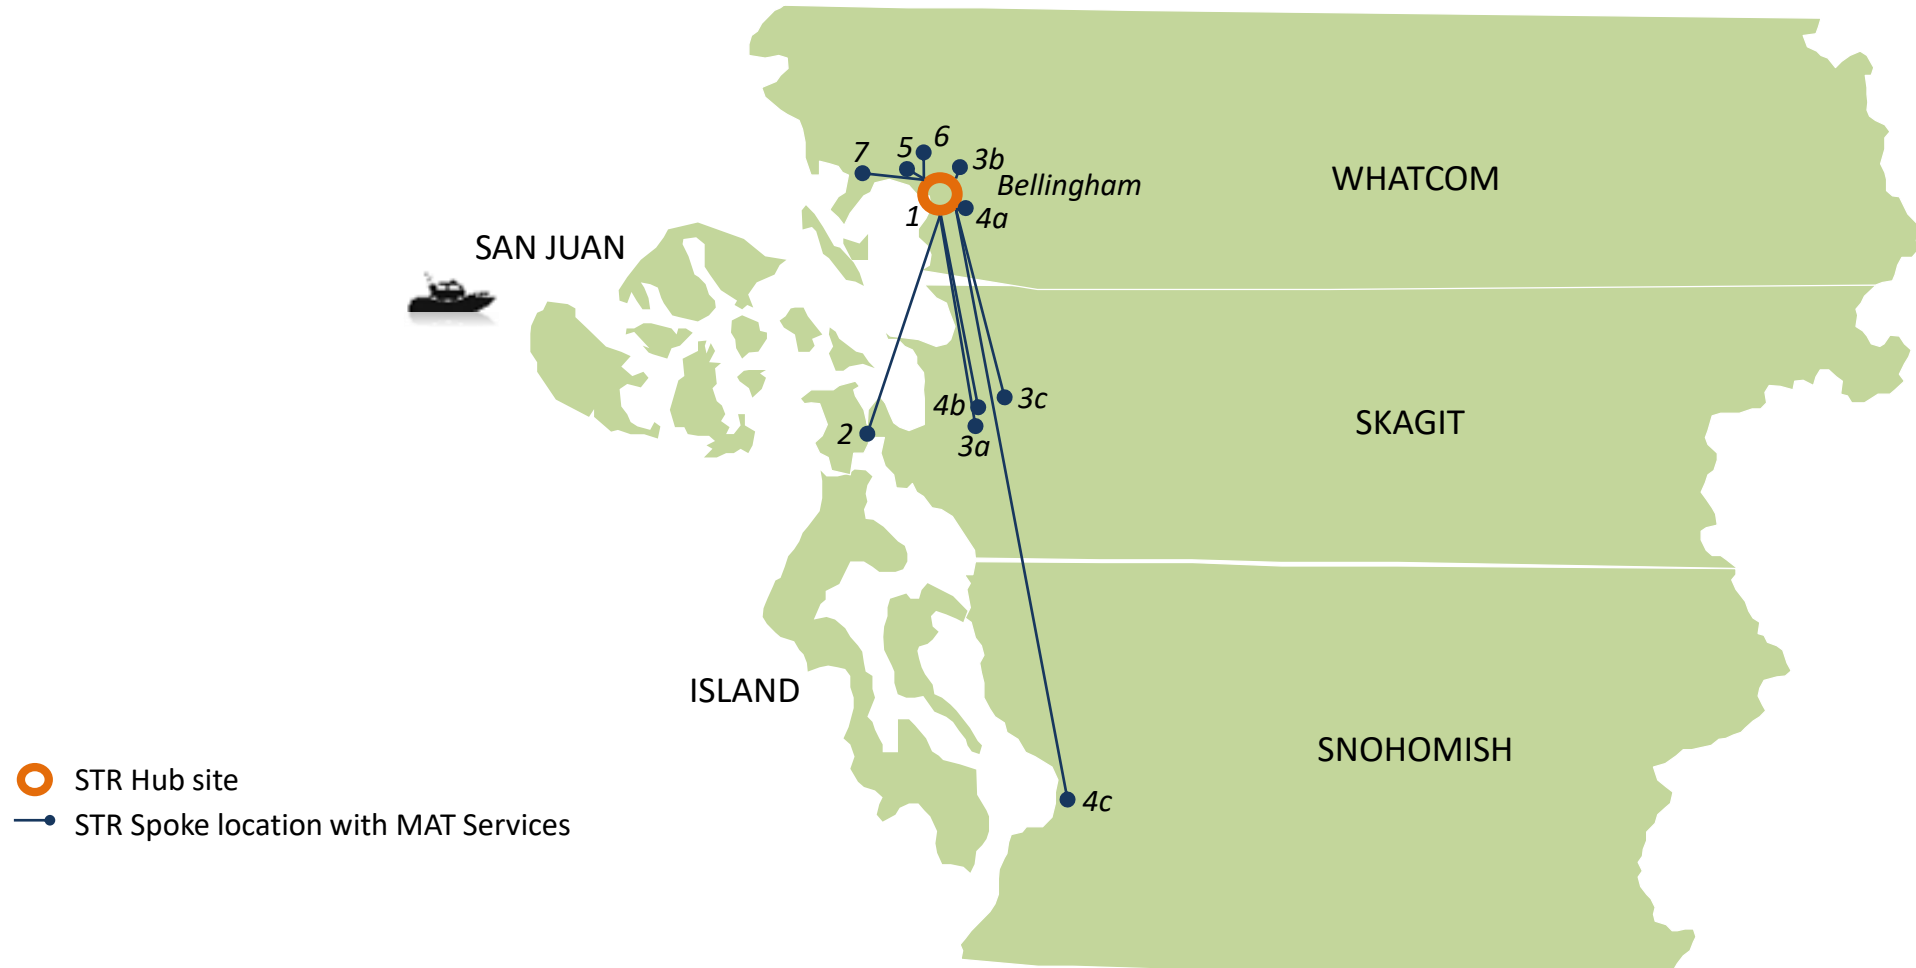 6
5
7
3b
WHATCOM
Bellingham
1
4a
SAN JUAN
4b
3c
SKAGIT
2
3a
ISLAND
SNOHOMISH
STR Hub site
4c
STR Spoke location with MAT Services